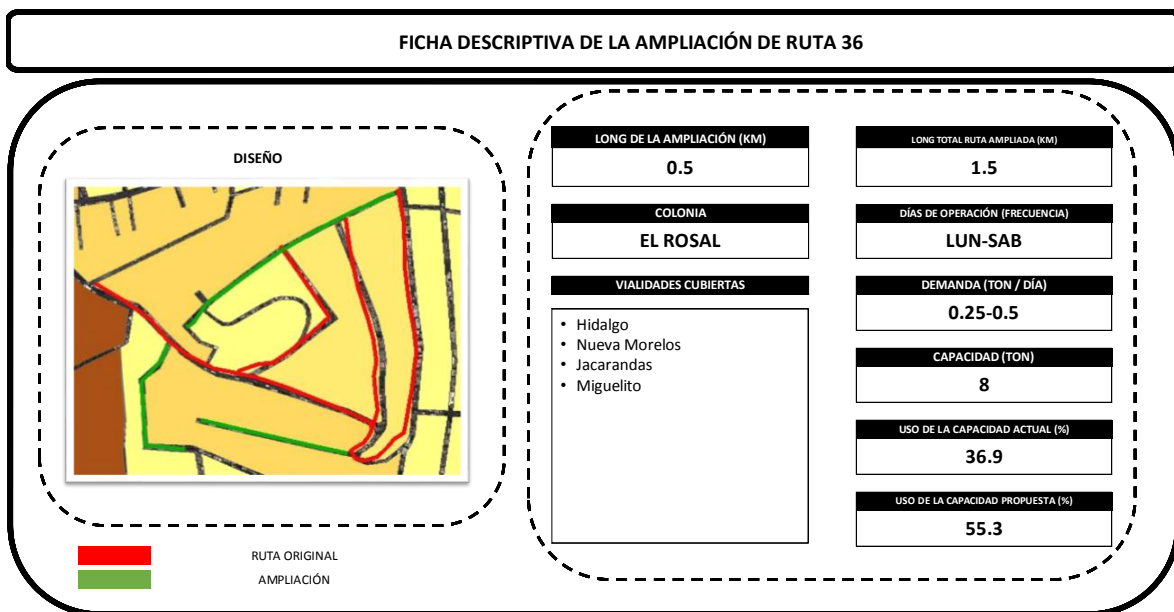 FICHA DESCRIPTIVA DE LA AMPLIACIÓN DE RUTA 36
DISEÑO
RUTA ORIGINAL
AMPLIACIÓN
LONG DE LA AMPLIACIÓN (KM)
0.5
COLONIA
EL ROSAL
VIALIDADES CUBIERTAS
• Hidalgo
• Nueva Morelos
• Jacarandas
• Miguelito
LONG TOTAL RUTA AMPLIADA (KM)
1.5
DÍAS DE OPERACIÓN (FRECUENCIA)
LUN-SAB
DEMANDA (TON / DÍA)
0.25-0.5
CAPACIDAD (TON)
8
USO DE LA CAPACIDAD ACTUAL (%)
36.9
USO DE LA CAPACIDAD PROPUESTA (%)
55.3